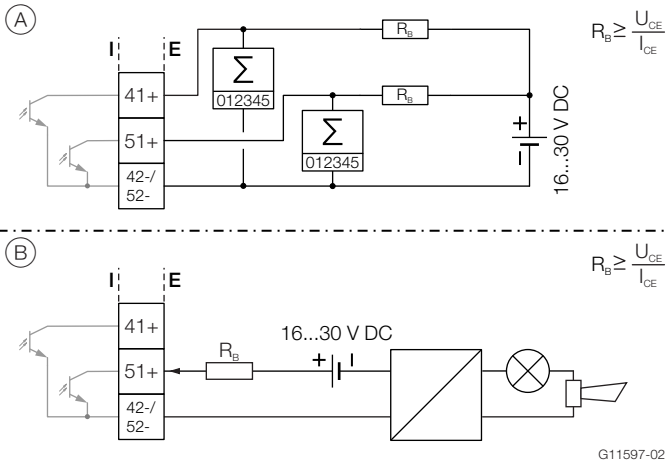 A
I E
R_B
R_B ≥ U_CE / I_CE
Σ
012345
41+
R_B
Σ
012345
51+
+
−
16...30 V DC
42-/
52-
B
I E
R_B ≥ U_CE / I_CE
41+
16...30 V DC
R_B
+ −
51+
42-/
52-
G11597-02